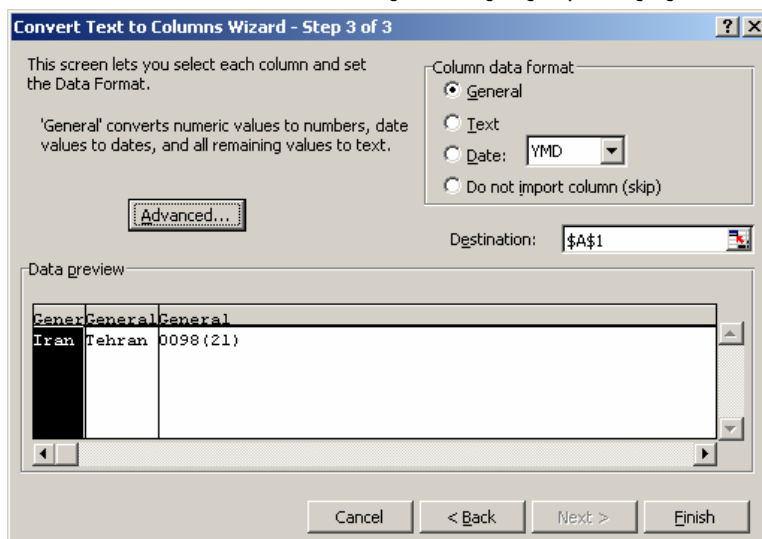 Convert Text to Columns Wizard - Step 3 of 3
This screen lets you select each column and set
the Data Format.
'General' converts numeric values to numbers, date
values to dates, and all remaining values to text.
Advanced...
Column data format
General
Text
Date: YMD
Do not import column (skip)
Destination: $A$1
Data preview
Gener General General
Iran Tehran 0098(21)
Cancel < Back Next > Finish